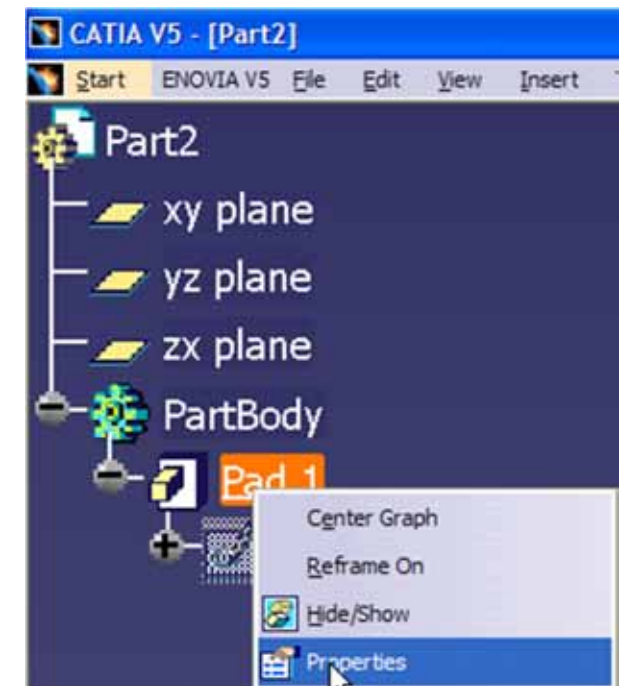 CATIA V5 - [Part2]
Start ENOVIA V5 File Edit View Insert
Part2
xy plane
yz plane
zx plane
PartBody
Pad.1
Center Graph
Reframe On
Hide/Show
Properties